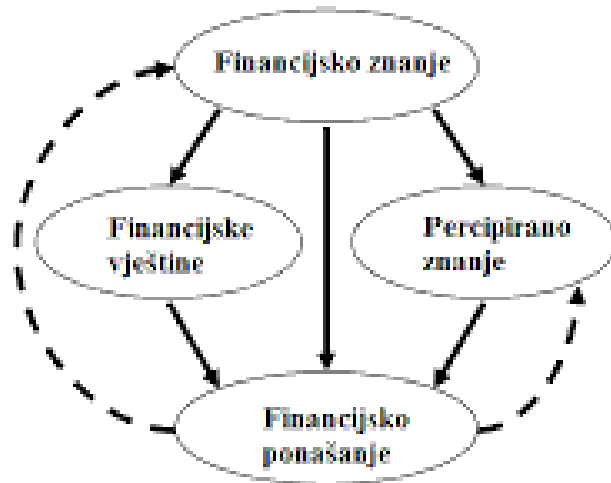 Financijsko znanje
Financijske
vještine
Percipirano
znanje
Financijsko
ponašanje